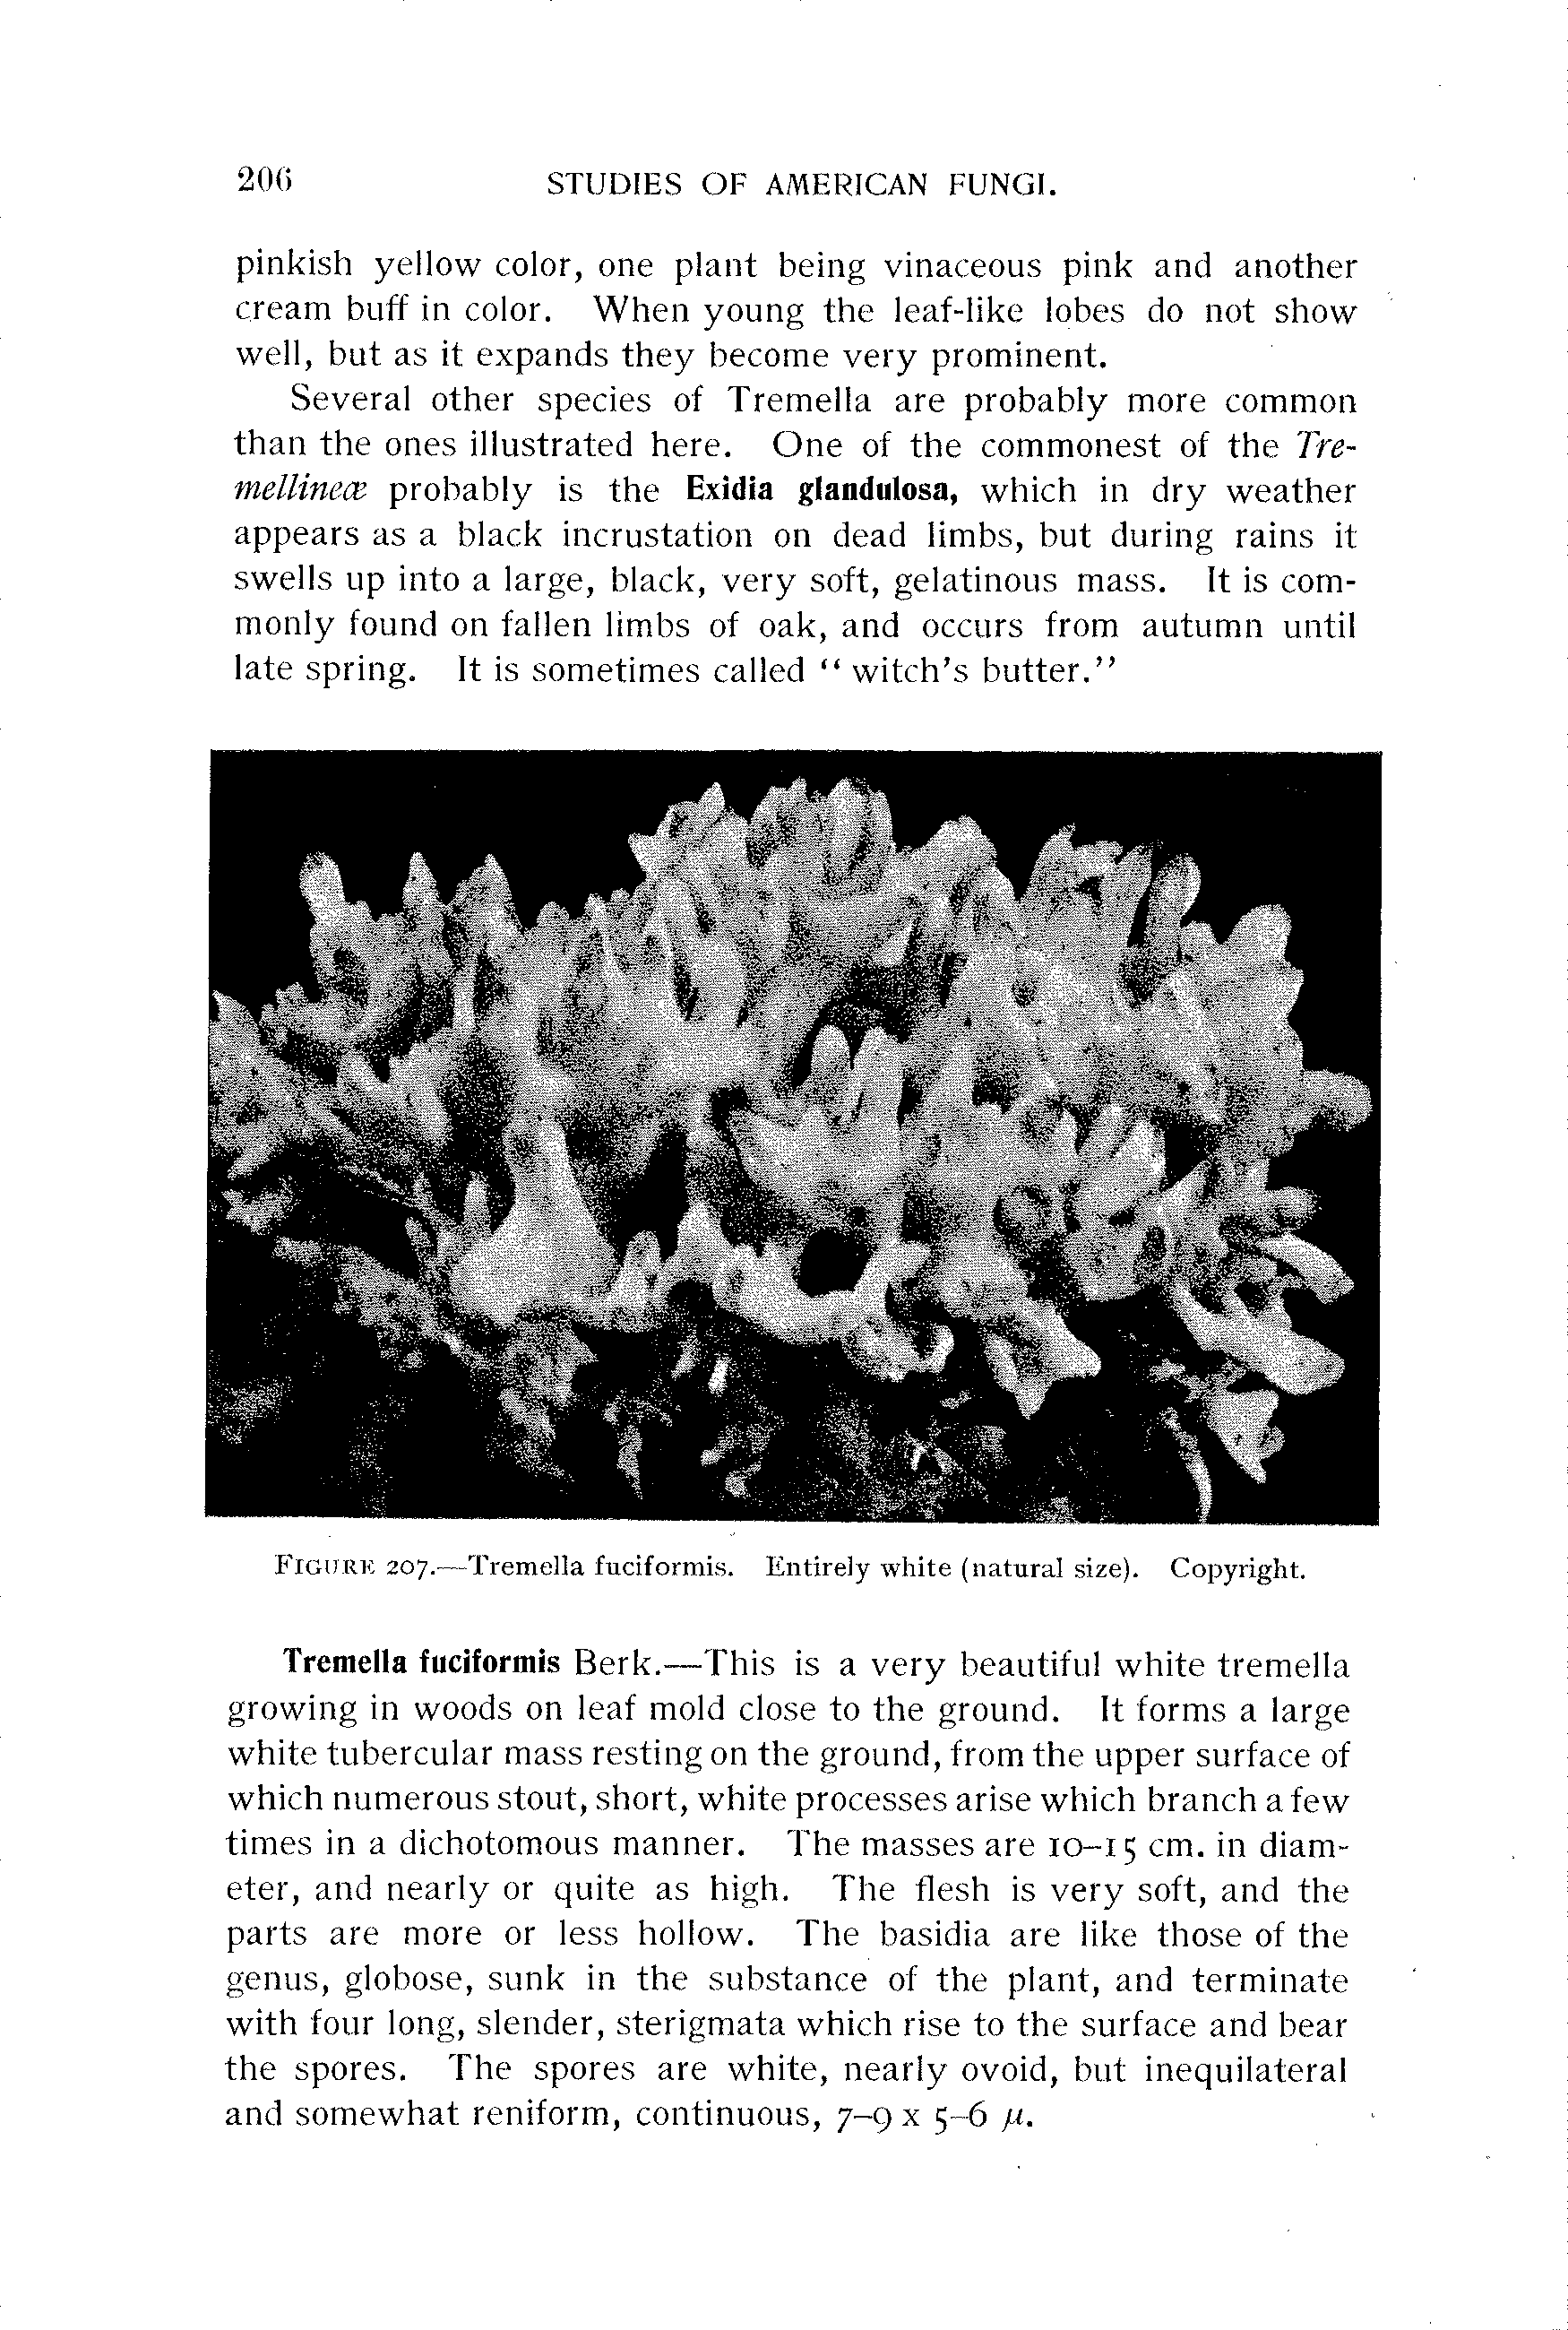 206 STUDIES OF AMERICAN FUNGI.
pinkish yellow color, one plant being vinaceous pink and another
cream buff in color. When young the leaf-like lobes do not show
well, but as it expands they become very prominent.
Several other species of Tremella are probably more common
than the ones illustrated here. One of the commonest of the Tre-
mellineæ probably is the Exidia glandulosa, which in dry weather
appears as a black incrustation on dead limbs, but during rains it
swells up into a large, black, very soft, gelatinous mass. It is com-
monly found on fallen limbs of oak, and occurs from autumn until
late spring. It is sometimes called “ witch’s butter.”
FIGURE 207.—Tremella fuciformis. Entirely white (natural size). Copyright.
Tremella fuciformis Berk.—This is a very beautiful white tremella
growing in woods on leaf mold close to the ground. It forms a large
white tubercular mass resting on the ground, from the upper surface of
which numerous stout, short, white processes arise which branch a few
times in a dichotomous manner. The masses are 10–15 cm. in diam-
eter, and nearly or quite as high. The flesh is very soft, and the
parts are more or less hollow. The basidia are like those of the
genus, globose, sunk in the substance of the plant, and terminate
with four long, slender, sterigmata which rise to the surface and bear
the spores. The spores are white, nearly ovoid, but inequilateral
and somewhat reniform, continuous, 7–9 x 5–6 µ.